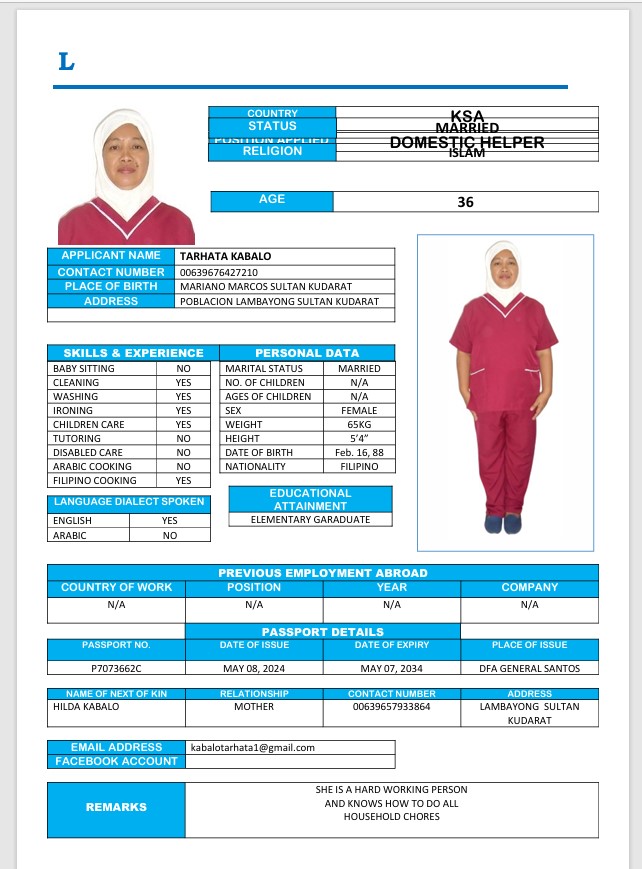 L
COUNTRY KSA
STATUS MARRIED
POSITION APPLIED DOMESTIC HELPER
RELIGION ISLAM
AGE 36
APPLICANT NAME TARHATA KABALO
CONTACT NUMBER 00639676427210
PLACE OF BIRTH MARIANO MARCOS SULTAN KUDARAT
ADDRESS POBLACION LAMBAYONG SULTAN KUDARAT
SKILLS & EXPERIENCE
BABY SITTING NO
CLEANING YES
WASHING YES
IRONING YES
CHILDREN CARE YES
TUTORING NO
DISABLED CARE NO
ARABIC COOKING NO
FILIPINO COOKING YES
PERSONAL DATA
MARITAL STATUS MARRIED
NO. OF CHILDREN N/A
AGES OF CHILDREN N/A
SEX FEMALE
WEIGHT 65KG
HEIGHT 5’4”
DATE OF BIRTH Feb. 16, 88
NATIONALITY FILIPINO
LANGUAGE DIALECT SPOKEN
ENGLISH YES
ARABIC NO
EDUCATIONAL
ATTAINMENT
ELEMENTARY GARADUATE
PREVIOUS EMPLOYMENT ABROAD
COUNTRY OF WORK POSITION YEAR COMPANY
N/A N/A N/A N/A
PASSPORT DETAILS
PASSPORT NO. DATE OF ISSUE DATE OF EXPIRY PLACE OF ISSUE
P7073662C MAY 08, 2024 MAY 07, 2034 DFA GENERAL SANTOS
NAME OF NEXT OF KIN RELATIONSHIP CONTACT NUMBER ADDRESS
HILDA KABALO MOTHER 00639657933864 LAMBAYONG SULTAN
KUDARAT
EMAIL ADDRESS kabalotarhata1@gmail.com
FACEBOOK ACCOUNT
REMARKS
SHE IS A HARD WORKING PERSON
AND KNOWS HOW TO DO ALL
HOUSEHOLD CHORES